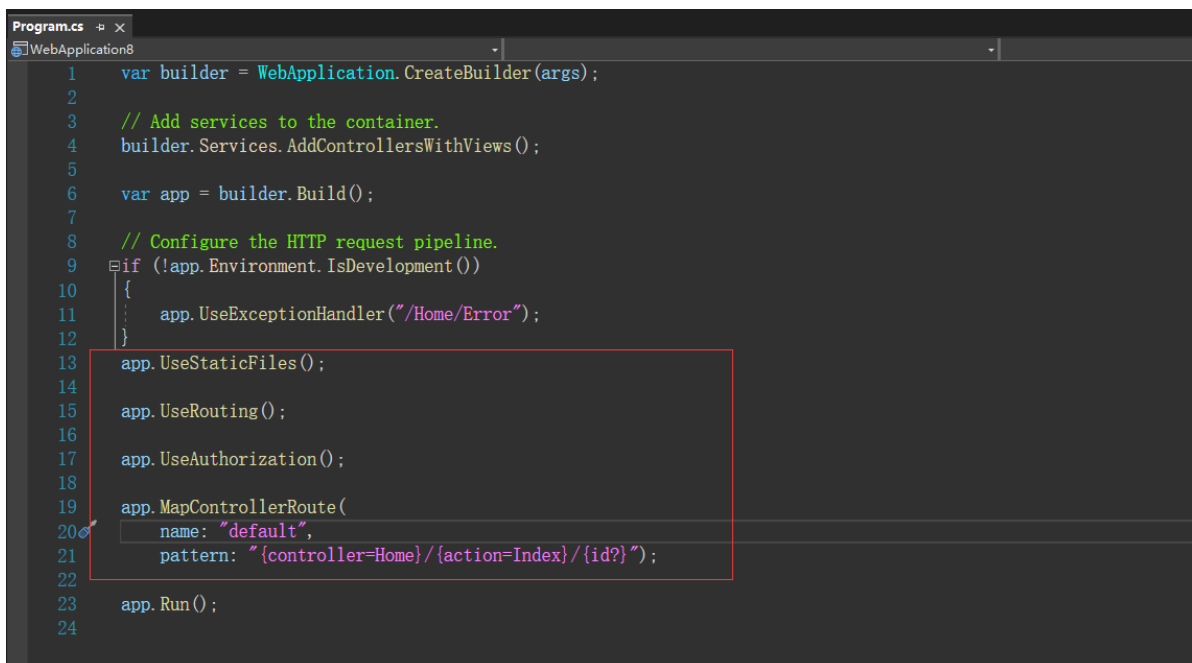 Program.cs
WebApplication8
1 var builder = WebApplication.CreateBuilder(args);
2
3 // Add services to the container.
4 builder.Services.AddControllersWithViews();
5
6 var app = builder.Build();
7
8 // Configure the HTTP request pipeline.
9 if (!app.Environment.IsDevelopment())
10 {
11 app.UseExceptionHandler("/Home/Error");
12 }
13 app.UseStaticFiles();
14
15 app.UseRouting();
16
17 app.UseAuthorization();
18
19 app.MapControllerRoute(
20 name: "default",
21 pattern: "{controller=Home}/{action=Index}/{id?}");
22
23 app.Run();
24